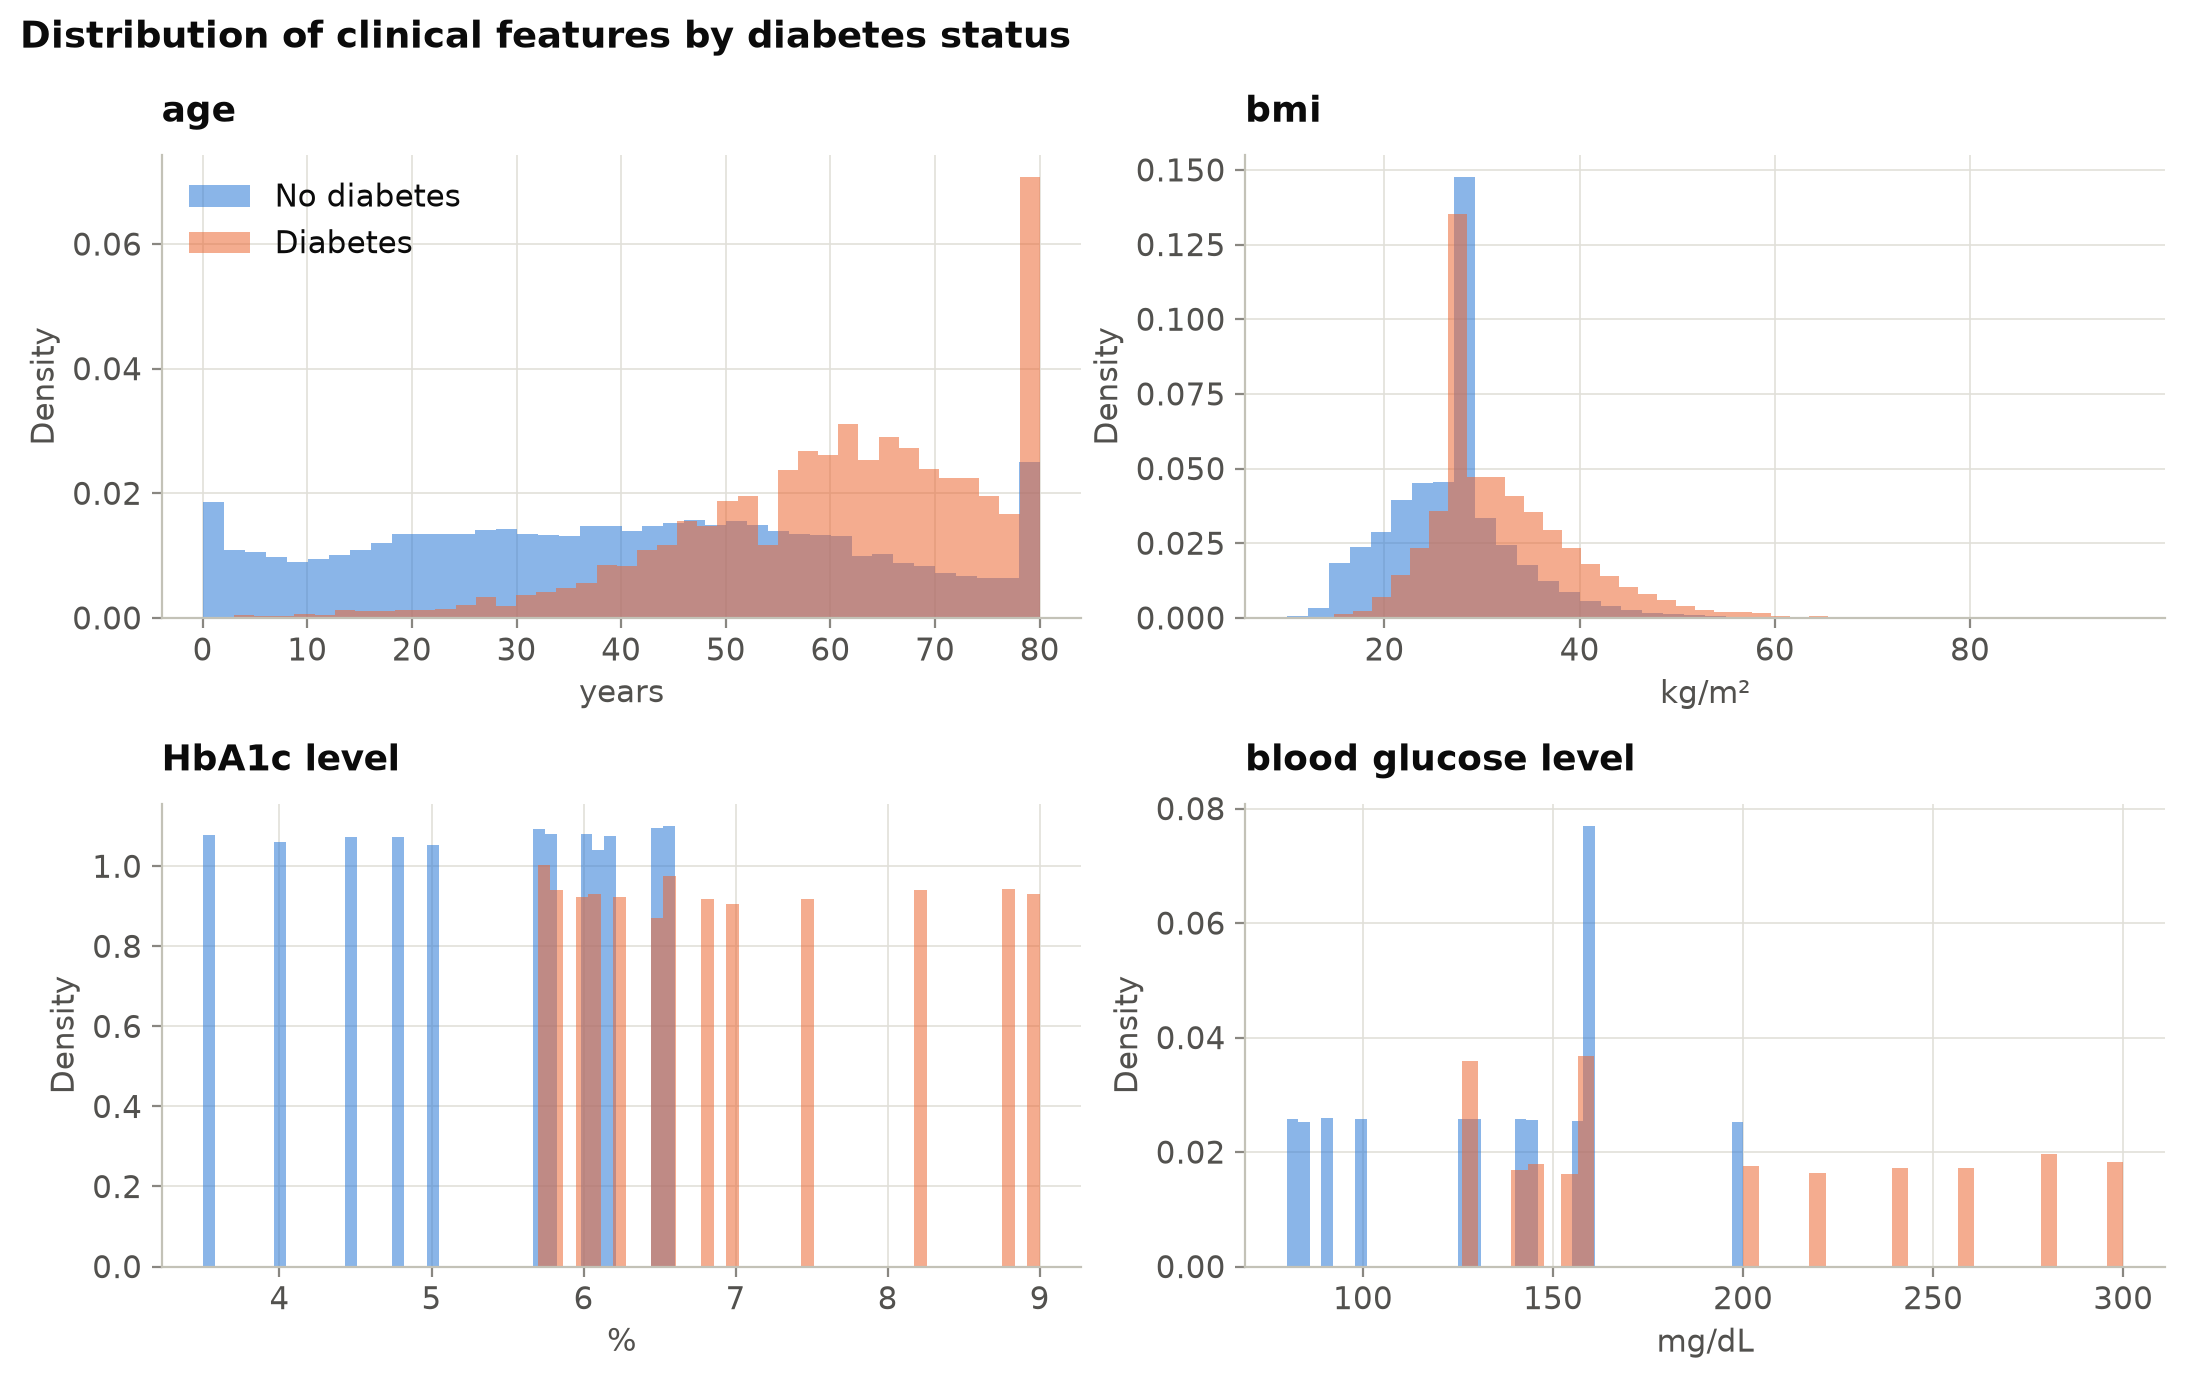 Distribution of clinical features by diabetes status
age
No diabetes
Diabetes
Density
0.06
0.04
0.02
0.00
0 10 20 30 40 50 60 70 80
years
bmi
Density
0.150
0.125
0.100
0.075
0.050
0.025
0.000
20 40 60 80
kg/m²
HbA1c level
Density
1.0
0.8
0.6
0.4
0.2
0.0
4 5 6 7 8 9
%
blood glucose level
Density
0.08
0.06
0.04
0.02
0.00
100 150 200 250 300
mg/dL